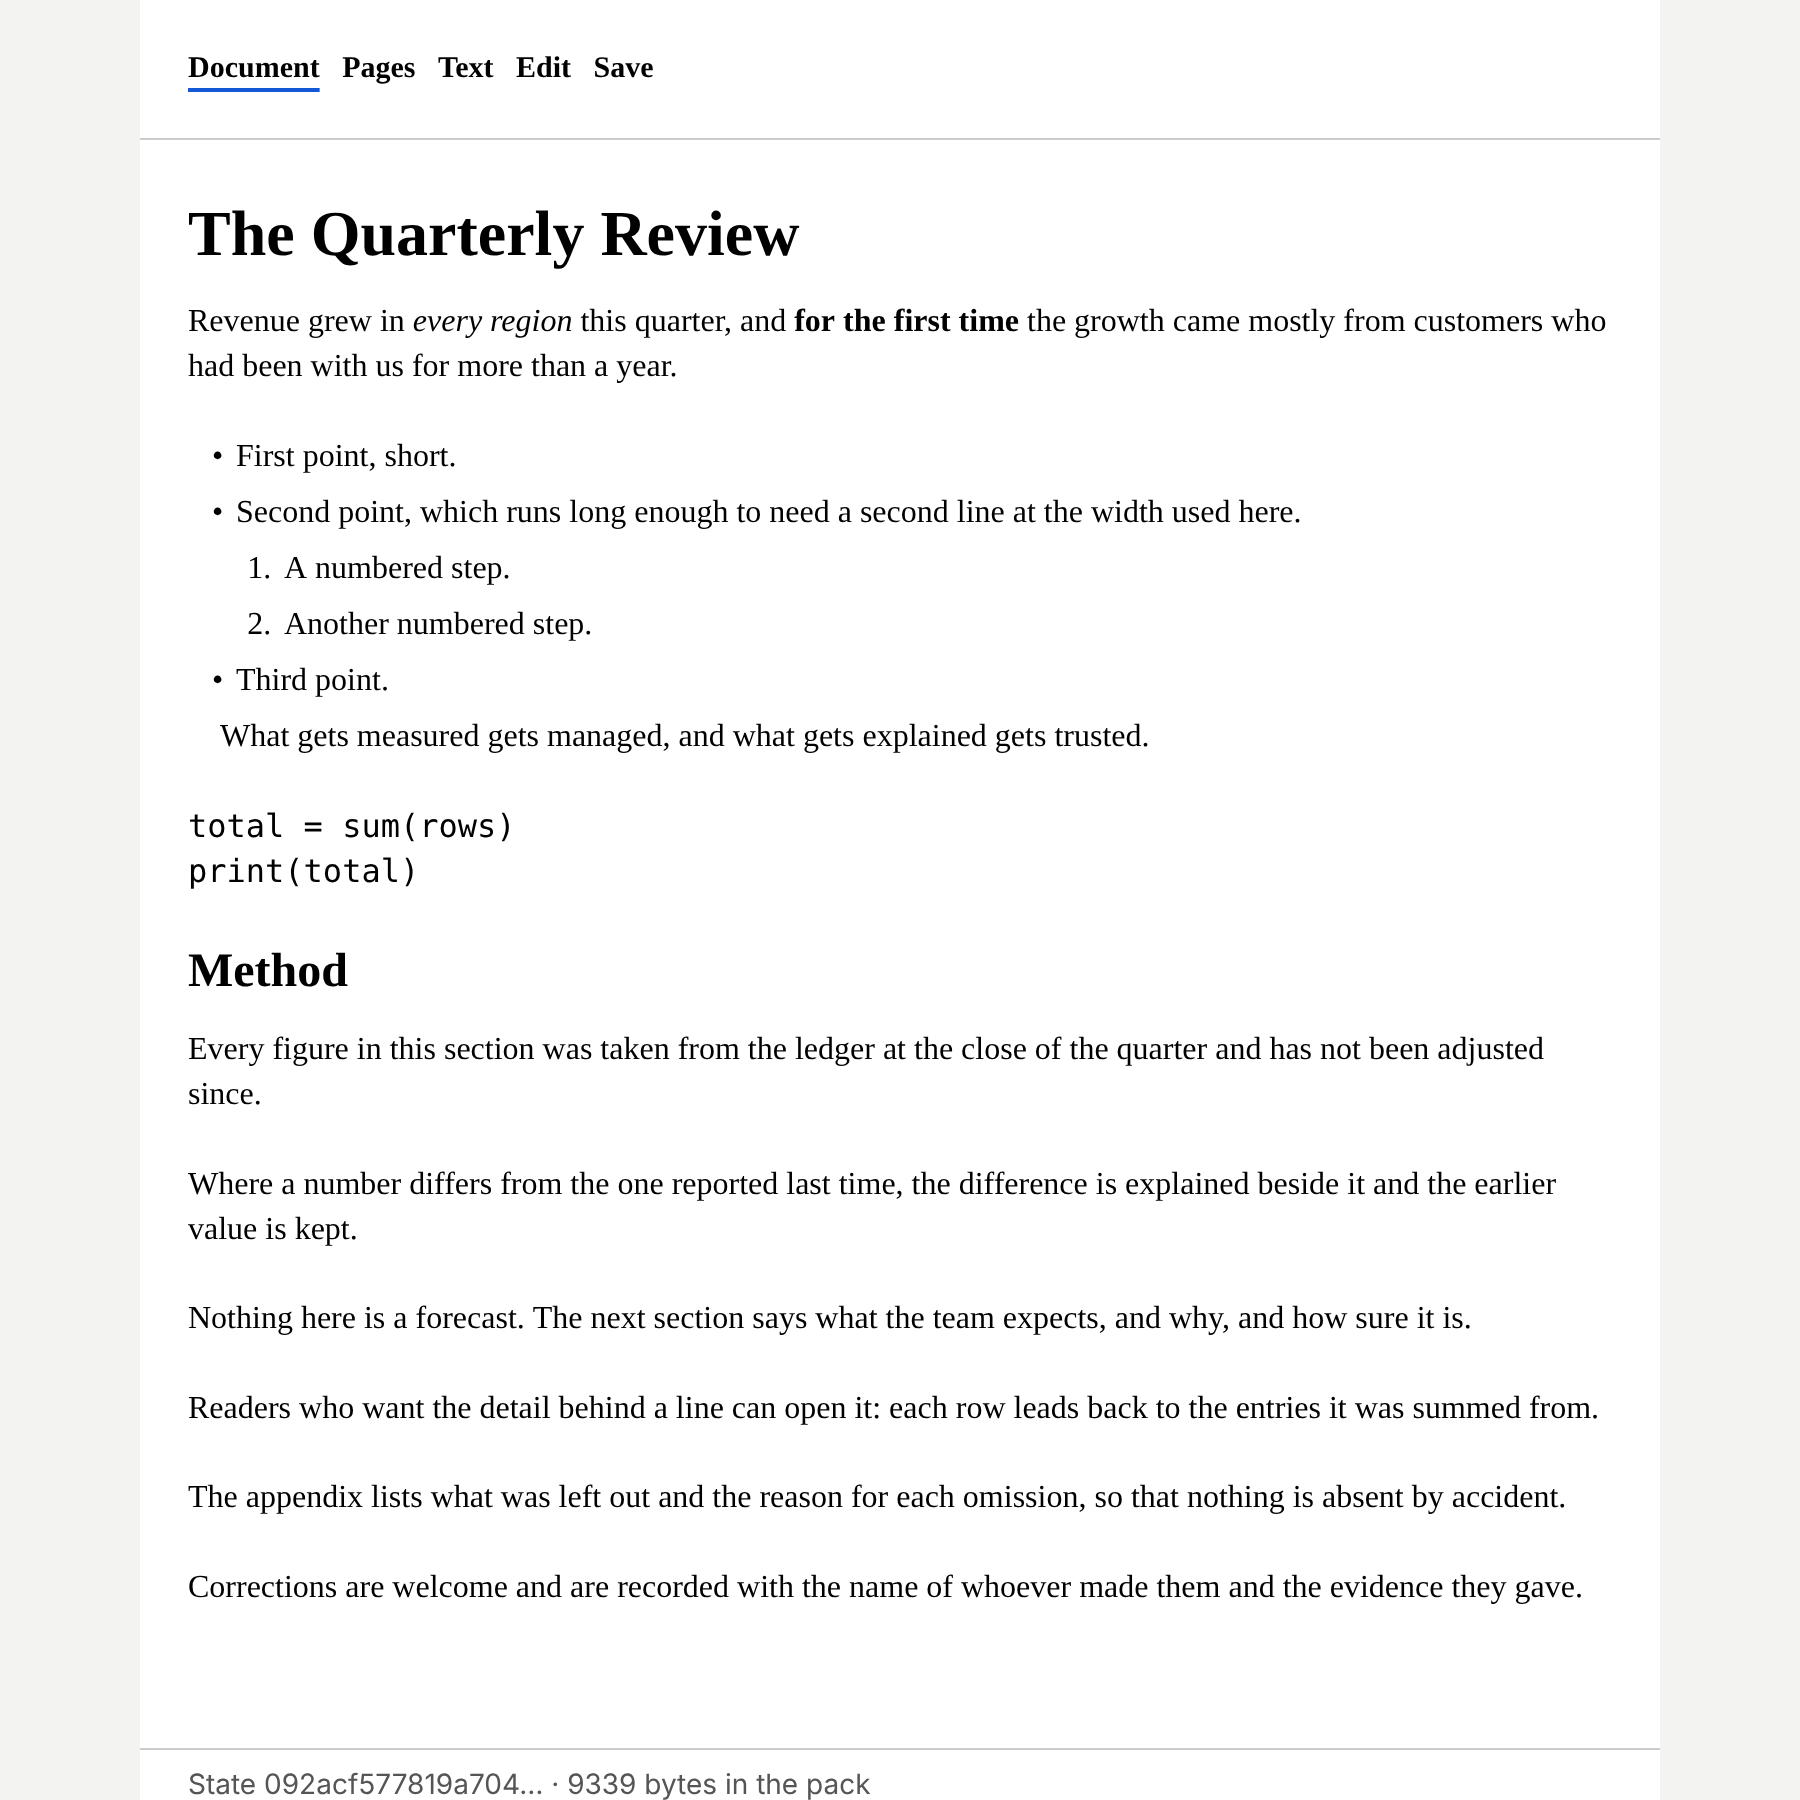 Document Pages Text Edit Save
The Quarterly Review
Revenue grew in every region this quarter, and for the first time the growth came mostly from customers who
had been with us for more than a year.
• First point, short.
• Second point, which runs long enough to need a second line at the width used here.
1. A numbered step.
2. Another numbered step.
• Third point.
What gets measured gets managed, and what gets explained gets trusted.
total = sum(rows)
print(total)
Method
Every figure in this section was taken from the ledger at the close of the quarter and has not been adjusted
since.
Where a number differs from the one reported last time, the difference is explained beside it and the earlier
value is kept.
Nothing here is a forecast. The next section says what the team expects, and why, and how sure it is.
Readers who want the detail behind a line can open it: each row leads back to the entries it was summed from.
The appendix lists what was left out and the reason for each omission, so that nothing is absent by accident.
Corrections are welcome and are recorded with the name of whoever made them and the evidence they gave.
State 092acf577819a704… · 9339 bytes in the pack